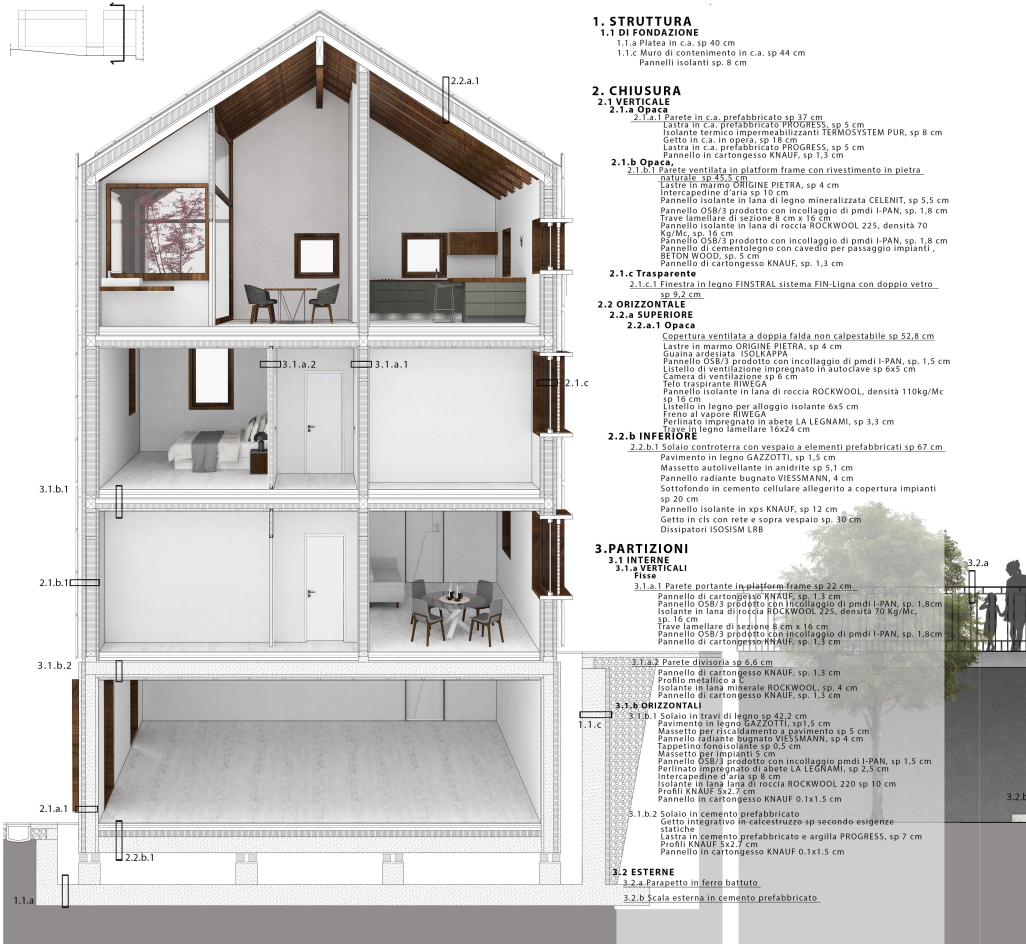 1. STRUTTURA
1.1 DI FONDAZIONE
1.1.a Platea in c.a. sp 40 cm
1.1.c Muro di contenimento in c.a. sp 44 cm
Pannelli isolanti sp. 8 cm
2. CHIUSURA
2.1 VERTICALE
2.1.a Opaca
2.1.a.1 Parete in c.a. prefabbricato sp 37 cm
Lastra in c.a. prefabbricato PROGRESS, sp 5 cm
Isolante termico impermeabilizzanti TERMOSYSTEM PUR, sp 8 cm
Getto in c.a. in opera, sp 18 cm
Lastra in c.a. prefabbricato PROGRESS, sp 5 cm
Pannello in cartongesso KNAUF, sp 1,3 cm
2.1.b Opaca,
2.1.b.1 Parete ventilata in platform frame con rivestimento in pietra
naturale sp 45,5 cm
Lastre in marmo ORIGINE PIETRA, sp 4 cm
Intercapedine d'aria sp 10 cm
Pannello isolante in lana di legno mineralizzata CELENIT, sp 5,5 cm
Pannello OSB/3 prodotto con incollaggio di pmdi I-PAN, sp. 1,8 cm
Trave lamellare di sezione 8 cm x 16 cm
Pannello isolante in lana di roccia ROCKWOOL 225, densità 70
Kg/Mc, sp. 16 cm
Pannello OSB/3 prodotto con incollaggio di pmdi I-PAN, sp. 1,8 cm
Pannello di cementolegno con cavedio per passaggio impianti ,
BETON WOOD, sp. 5 cm
Pannello di cartongesso KNAUF, sp. 1,3 cm
2.1.c Trasparente
2.1.c.1 Finestra in legno FINSTRAL sistema FIN-Ligna con doppio vetro
sp 9,2 cm
2.2 ORIZZONTALE
2.2.a SUPERIORE
2.2.a.1 Opaca
Copertura ventilata a doppia falda non calpestabile sp 52,8 cm
Lastre in marmo ORIGINE PIETRA, sp 4 cm
Guaina ardesiata ISOLKAPPA
Pannello OSB/3 prodotto con incollaggio di pmdi I-PAN, sp. 1,5 cm
Listello di ventilazione impregnato in autoclave sp 6x5 cm
Camera di ventilazione sp 6 cm
Telo traspirante RIWEGA
Pannello isolante in lana di roccia ROCKWOOL, densità 110kg/Mc
sp 16 cm
Listello in legno per alloggio isolante 6x5 cm
Freno al vapore RIWEGA
Perlinato impregnato in abete LA LEGNAMI, sp 3,3 cm
Trave in legno lamellare 16x24 cm
2.2.b INFERIORE
2.2.b.1 Solaio controterra con vespaio a elementi prefabbricati sp 67 cm
Pavimento in legno GAZZOTTI, sp 1,5 cm
Massetto autolivellante in anidrite sp 5,1 cm
Pannello radiante bugnato VIESSMANN, 4 cm
Sottofondo in cemento cellulare allegerito a copertura impianti
sp 20 cm
Pannello isolante in xps KNAUF, sp 12 cm
Getto in cls con rete e sopra vespaio sp. 30 cm
Dissipatori ISOSISM LRB
3.PARTIZIONI
3.1 INTERNE
3.1.a VERTICALI
Fisse
3.1.a.1 Parete portante in platform frame sp 22 cm
Pannello di cartongesso KNAUF, sp. 1,3 cm
Pannello OSB/3 prodotto con incollaggio di pmdi I-PAN, sp. 1,8cm
Isolante in lana di roccia ROCKWOOL 225, densità 70 Kg/Mc,
sp. 16 cm
Trave lamellare di sezione 8 cm x 16 cm
Pannello OSB/3 prodotto con incollaggio di pmdi I-PAN, sp. 1,8cm
Pannello di cartongesso KNAUF, sp. 1,3 cm
3.1.a.2 Parete divisoria sp 6,6 cm
Pannello di cartongesso KNAUF, sp. 1,3 cm
Profilo metallico a C
Isolante in lana minerale ROCKWOOL, sp. 4 cm
Pannello di cartongesso KNAUF, sp. 1,3 cm
3.1.b ORIZZONTALI
3.1.b.1 Solaio in travi di legno sp 42,2 cm
Pavimento in legno GAZZOTTI, sp1,5 cm
Massetto per riscaldamento a pavimento sp 5 cm
Pannello radiante bugnato VIESSMANN, sp 4 cm
Tappetino fonoisolante sp 0,5 cm
Massetto per impianti 5 cm
Pannello OSB/3 prodotto con incollaggio pmdi I-PAN, sp 1,5 cm
Perlinato impregnato di abete LA LEGNAMI, sp 2,5 cm
Intercapedine d'aria sp 8 cm
Isolante in lana lana di roccia ROCKWOOL 220 sp 10 cm
Profili KNAUF 5x2.7 cm
Pannello in cartongesso KNAUF 0.1x1.5 cm
3.1.b.2 Solaio in cemento prefabbricato
Getto integrativo in calcestruzzo sp secondo esigenze
statiche
Lastra in cemento prefabbricato e argilla PROGRESS, sp 7 cm
Profili KNAUF 5x2.7 cm
Pannello in cartongesso KNAUF 0.1x1.5 cm
3.2 ESTERNE
3.2.a Parapetto in ferro battuto
3.2.b Scala esterna in cemento prefabbricato
2.2.a.1
3.1.a.2
3.1.a.1
2.1.c
3.1.b.1
2.1.b.1
3.1.b.2
1.1.c
2.1.a.1
2.2.b.1
1.1.a
3.2.a
3.2.b